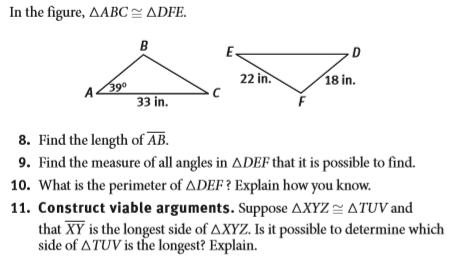 In the figure, △ABC ≅ △DFE.
B
E
D
39°
22 in.
18 in.
A
C
33 in.
F
8. Find the length of AB.
9. Find the measure of all angles in △DEF that it is possible to find.
10. What is the perimeter of △DEF? Explain how you know.
11. Construct viable arguments. Suppose △XYZ ≅ △TUV and
that XY is the longest side of △XYZ. Is it possible to determine which
side of △TUV is the longest? Explain.